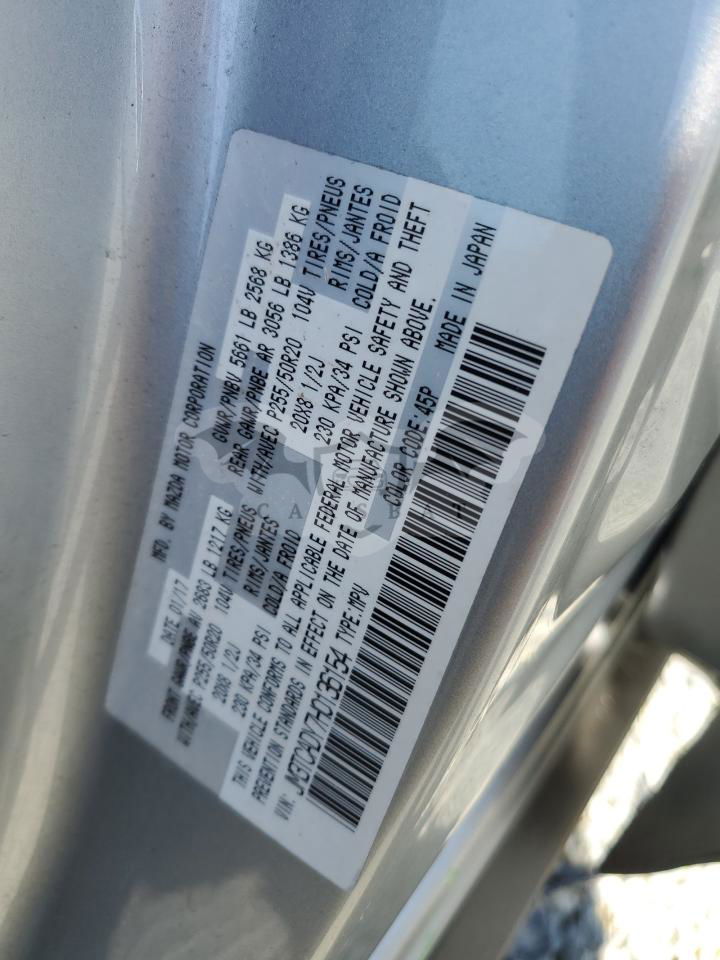 MFD. BY MAZDA MOTOR CORPORATION
DATE 01/17 GVWR/PNBV 5661 LB 2568 KG
FRONT GAWR/PNBE AV 2683 LB 1217 KG REAR GAWR/PNBE AR 3056 LB 1386 KG
WITH/AVEC P255/50R20 104V TIRES/PNEUS WITH/AVEC P255/50R20 104V TIRES/PNEUS
20X8 1/2J RIMS/JANTES 20X8 1/2J RIMS/JANTES
230 KPA/34 PSI COLD/A FROID 230 KPA/34 PSI COLD/A FROID
THIS VEHICLE CONFORMS TO ALL APPLICABLE FEDERAL MOTOR VEHICLE SAFETY AND THEFT
PREVENTION STANDARDS IN EFFECT ON THE DATE OF MANUFACTURE SHOWN ABOVE.
VIN: JM3TCADY7H0136154 TYPE:MPV COLOR CODE:45P MADE IN JAPAN